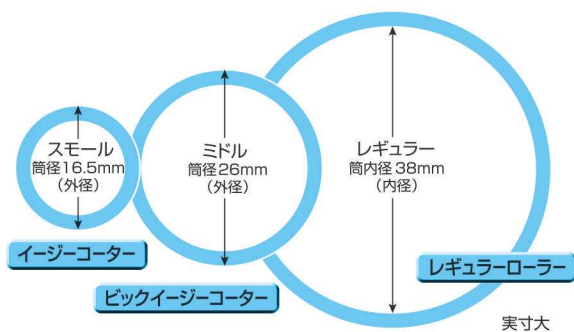 スモール
筒径16.5mm
(外径)
イージーコーター
ミドル
筒径26mm
(外径)
ビックイージーコーター
レギュラー
筒内径38mm
(内径)
レギュラーローラー
実寸大